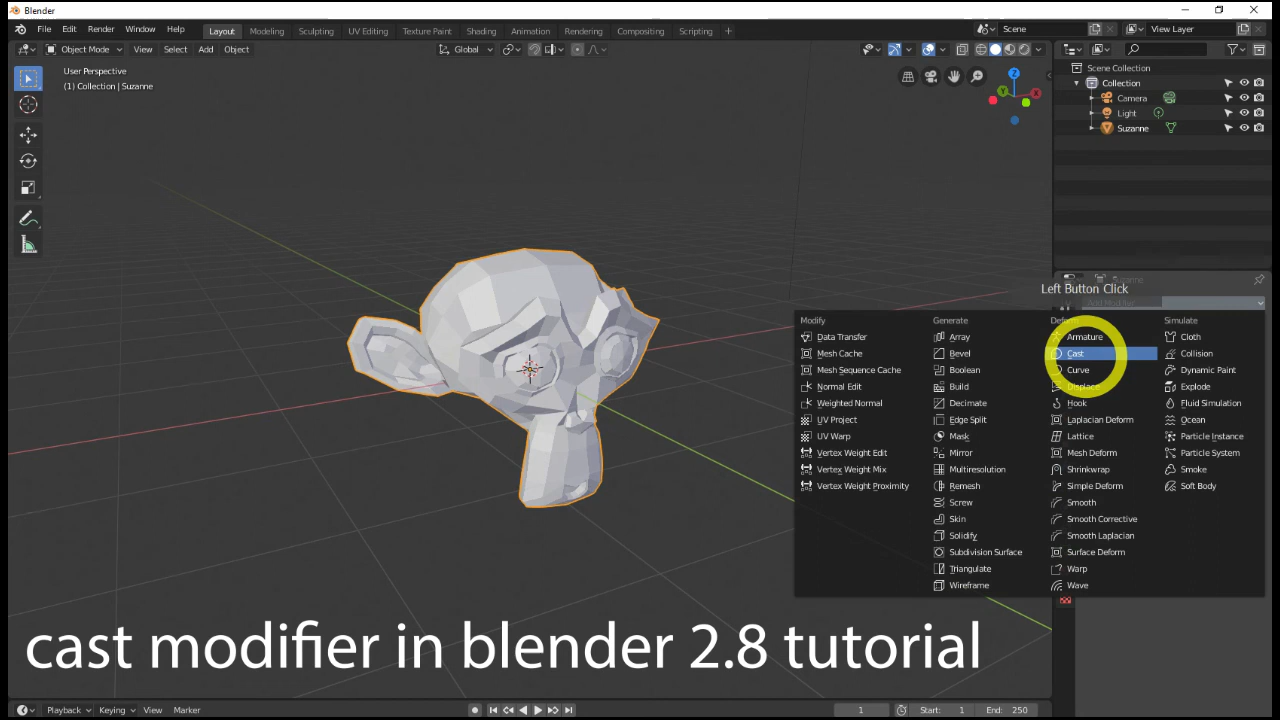 Blender
File Edit Render Window Help Layout Modeling Sculpting UV Editing Texture Paint Shading Animation Rendering Compositing Scripting + Scene View Layer
Object Mode View Select Add Object Global
User Perspective
(1) Collection | Suzanne
Scene Collection
Collection
Camera
Light
Suzanne
Z
Y
X
Suzanne
Left Button Click
Add Modifier
Modify Generate Deform Simulate
Data Transfer Array Armature Cloth
Mesh Cache Bevel Cast Collision
Mesh Sequence Cache Boolean Curve Dynamic Paint
Normal Edit Build Displace Explode
Weighted Normal Decimate Hook Fluid Simulation
UV Project Edge Split Laplacian Deform Ocean
UV Warp Mask Lattice Particle Instance
Vertex Weight Edit Mirror Mesh Deform Particle System
Vertex Weight Mix Multiresolution Shrinkwrap Smoke
Vertex Weight Proximity Remesh Simple Deform Soft Body
Screw Smooth
Skin Smooth Corrective
Solidify Smooth Laplacian
Subdivision Surface Surface Deform
Triangulate Warp
Wireframe Wave
cast modifier in blender 2.8 tutorial
Playback Keying View Marker 1 Start: 1 End: 250